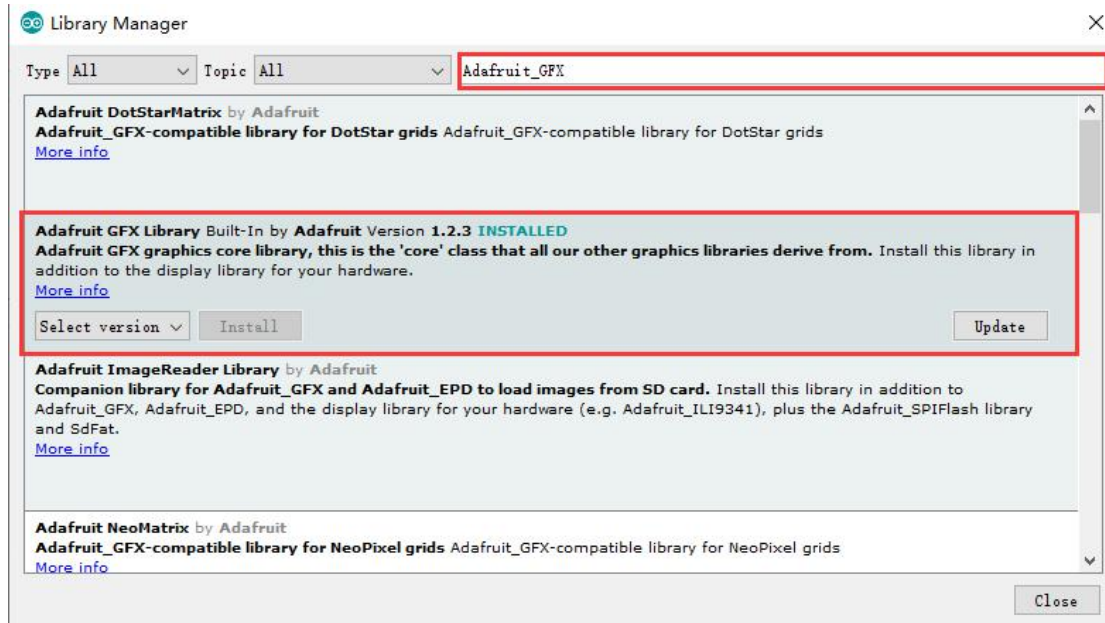 Library Manager
Type All Topic All Adafruit_GFX
Adafruit DotStarMatrix by Adafruit
Adafruit_GFX-compatible library for DotStar grids Adafruit_GFX-compatible library for DotStar grids
More info
Adafruit GFX Library Built-In by Adafruit Version 1.2.3 INSTALLED
Adafruit GFX graphics core library, this is the 'core' class that all our other graphics libraries derive from. Install this library in
addition to the display library for your hardware.
More info
Select version Install Update
Adafruit ImageReader Library by Adafruit
Companion library for Adafruit_GFX and Adafruit_EPD to load images from SD card. Install this library in addition to
Adafruit_GFX, Adafruit_EPD, and the display library for your hardware (e.g. Adafruit_ILI9341), plus the Adafruit_SPIFlash library
and SdFat.
More info
Adafruit NeoMatrix by Adafruit
Adafruit_GFX-compatible library for NeoPixel grids Adafruit_GFX-compatible library for NeoPixel grids
More info
Close